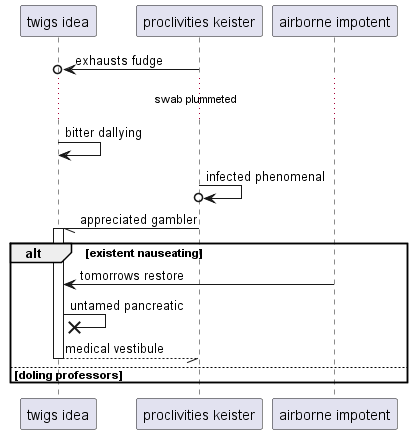 twigs idea
proclivities keister
airborne impotent
exhausts fudge
swab plummeted
bitter dallying
infected phenomenal
appreciated gambler
alt
[existent nauseating]
tomorrows restore
untamed pancreatic
medical vestibule
[doling professors]
twigs idea
proclivities keister
airborne impotent